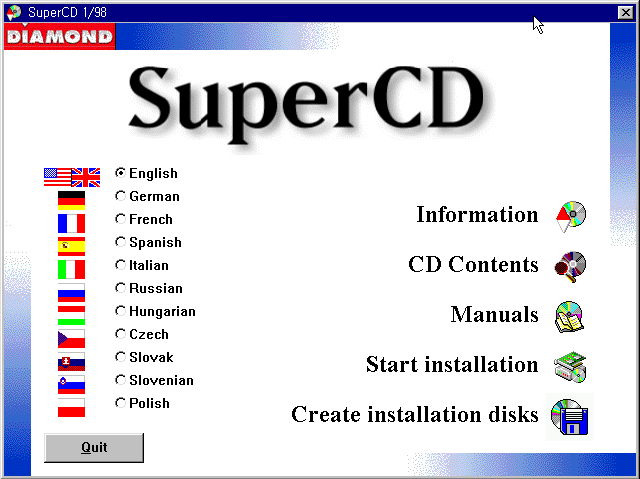 SuperCD 1/98
DIAMOND
SuperCD
English
German
French
Spanish
Italian
Russian
Hungarian
Czech
Slovak
Slovenian
Polish
Information
CD Contents
Manuals
Start installation
Create installation disks
Quit